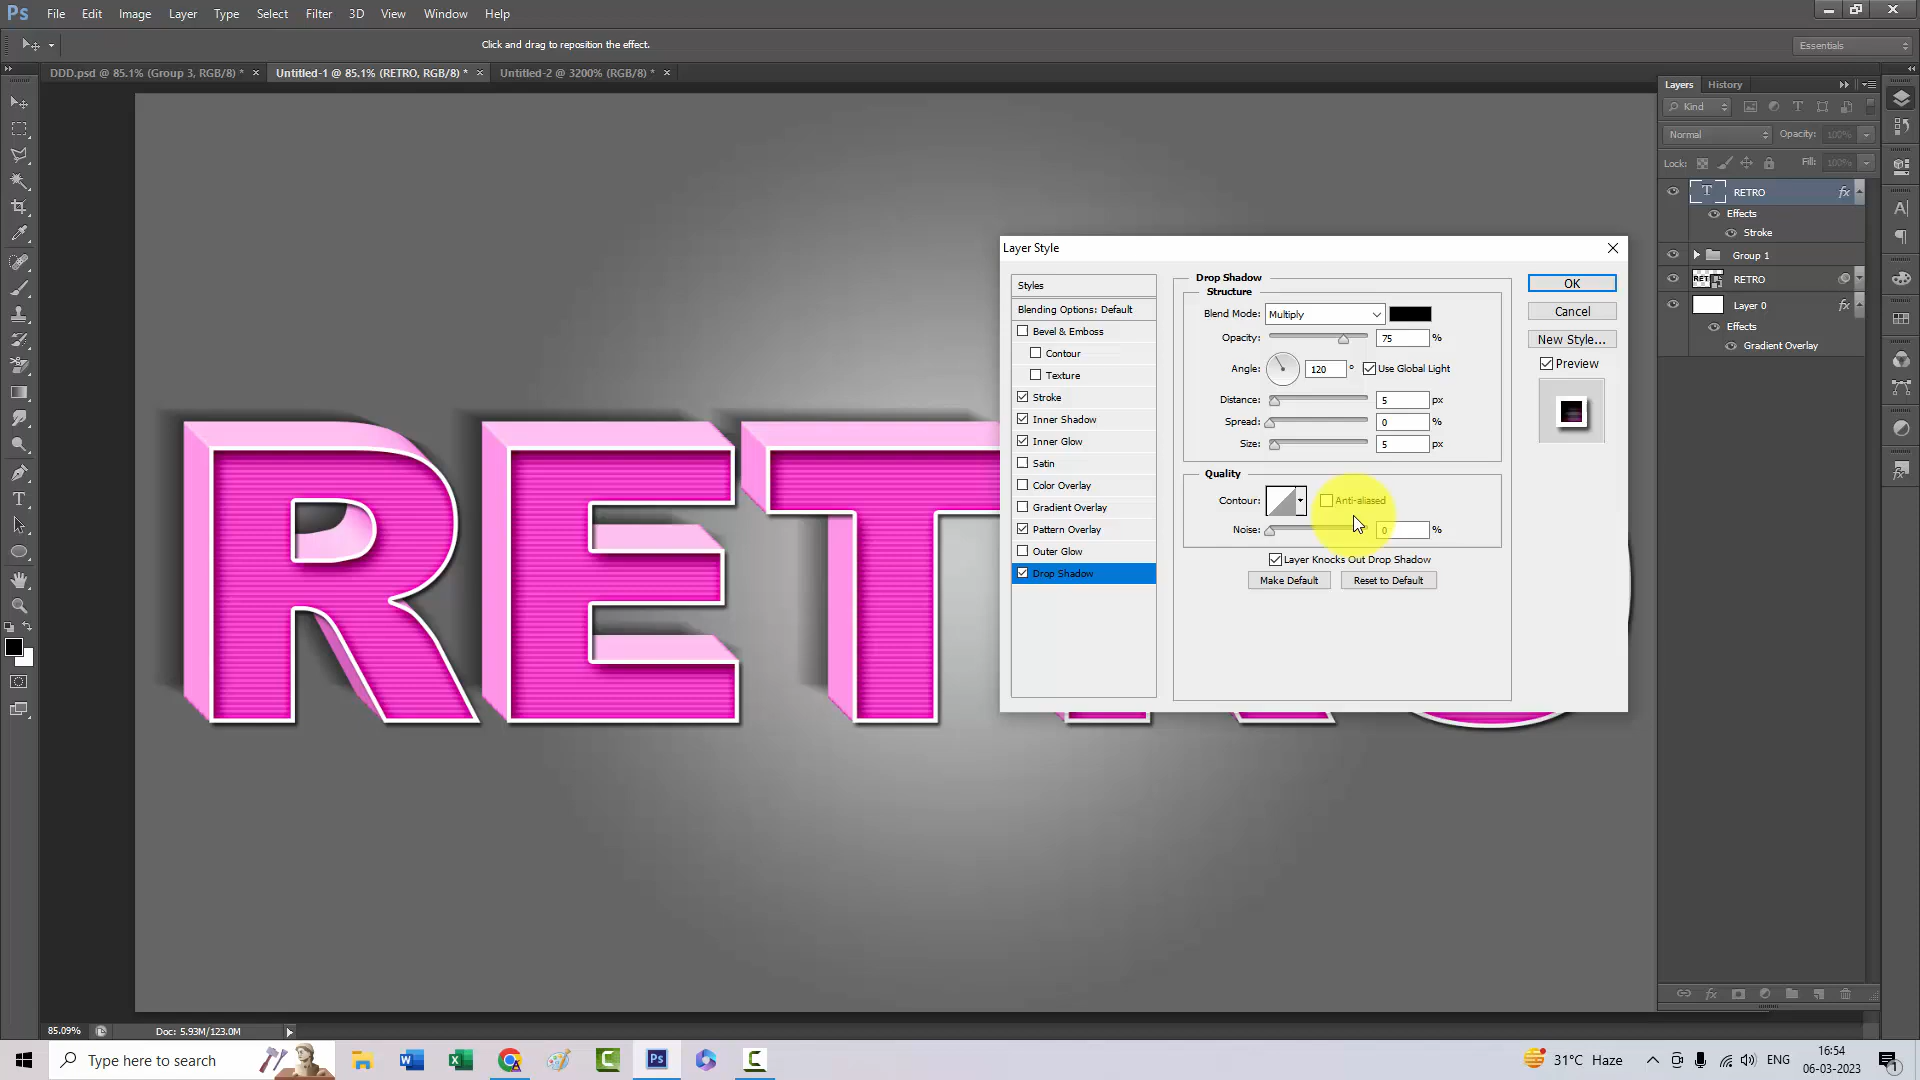 Ps File Edit Image Layer Type Select Filter 3D View Window Help
Click and drag to reposition the effect.
Essentials
DDD.psd @ 85.1% (Group 3, RGB/8) * Untitled-1 @ 85.1% (RETRO, RGB/8) * Untitled-2 @ 3200% (RGB/8) *
Layers History
Kind
Normal Opacity: 100%
Lock: Fill: 100%
T RETRO fx
Effects
Stroke
Group 1
RETRO
Layer 0 fx
Effects
Gradient Overlay
RET
Layer Style
Styles
Blending Options: Default
Bevel & Emboss
Contour
Texture
Stroke
Inner Shadow
Inner Glow
Satin
Color Overlay
Gradient Overlay
Pattern Overlay
Outer Glow
Drop Shadow
Drop Shadow
Structure
Blend Mode: Multiply
Opacity: 75 %
Angle: 120 ° Use Global Light
Distance: 5 px
Spread: 0 %
Size: 5 px
Quality
Contour: Anti-aliased
Noise: 0 %
Layer Knocks Out Drop Shadow
Make Default Reset to Default
OK
Cancel
New Style...
Preview
85.09% Doc: 5.93M/123.0M
Type here to search
31°C Haze ENG 16:54
06-03-2023